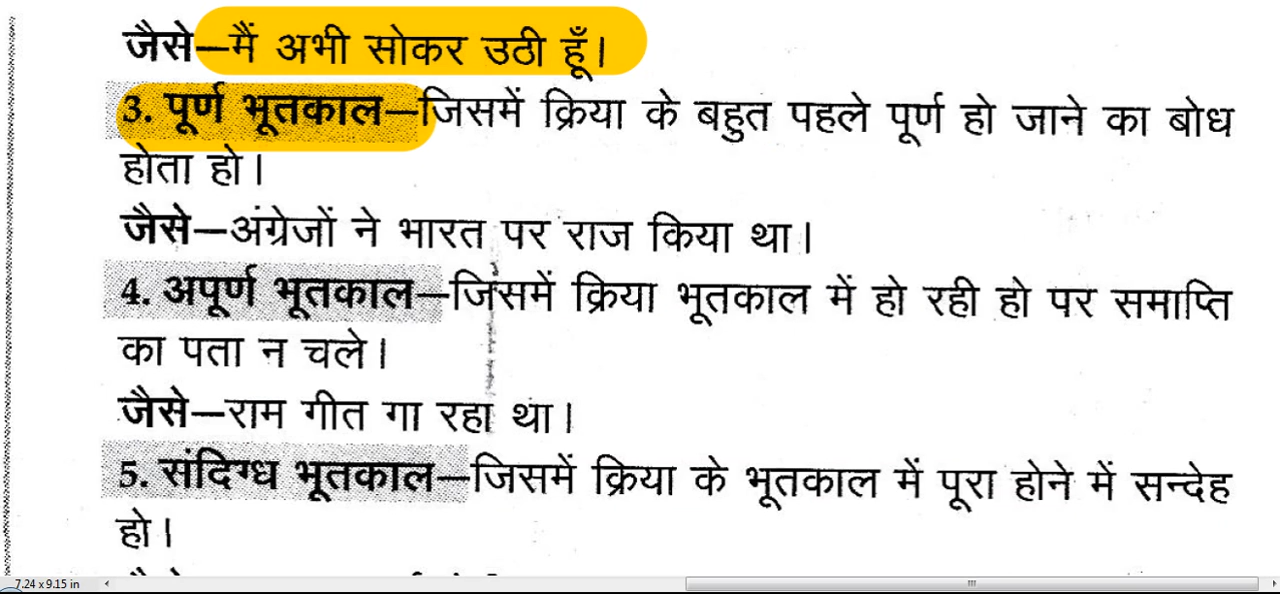 जैसे—मैं अभी सोकर उठी हूँ।
3. पूर्ण भूतकाल—जिसमें क्रिया के बहुत पहले पूर्ण हो जाने का बोध
होता हो।
जैसे—अंग्रेजों ने भारत पर राज किया था।
4. अपूर्ण भूतकाल—जिसमें क्रिया भूतकाल में हो रही हो पर समाप्ति
का पता न चले।
जैसे—राम गीत गा रहा था।
5. संदिग्ध भूतकाल—जिसमें क्रिया के भूतकाल में पूरा होने में सन्देह
हो।
7.24 x 9.15 in